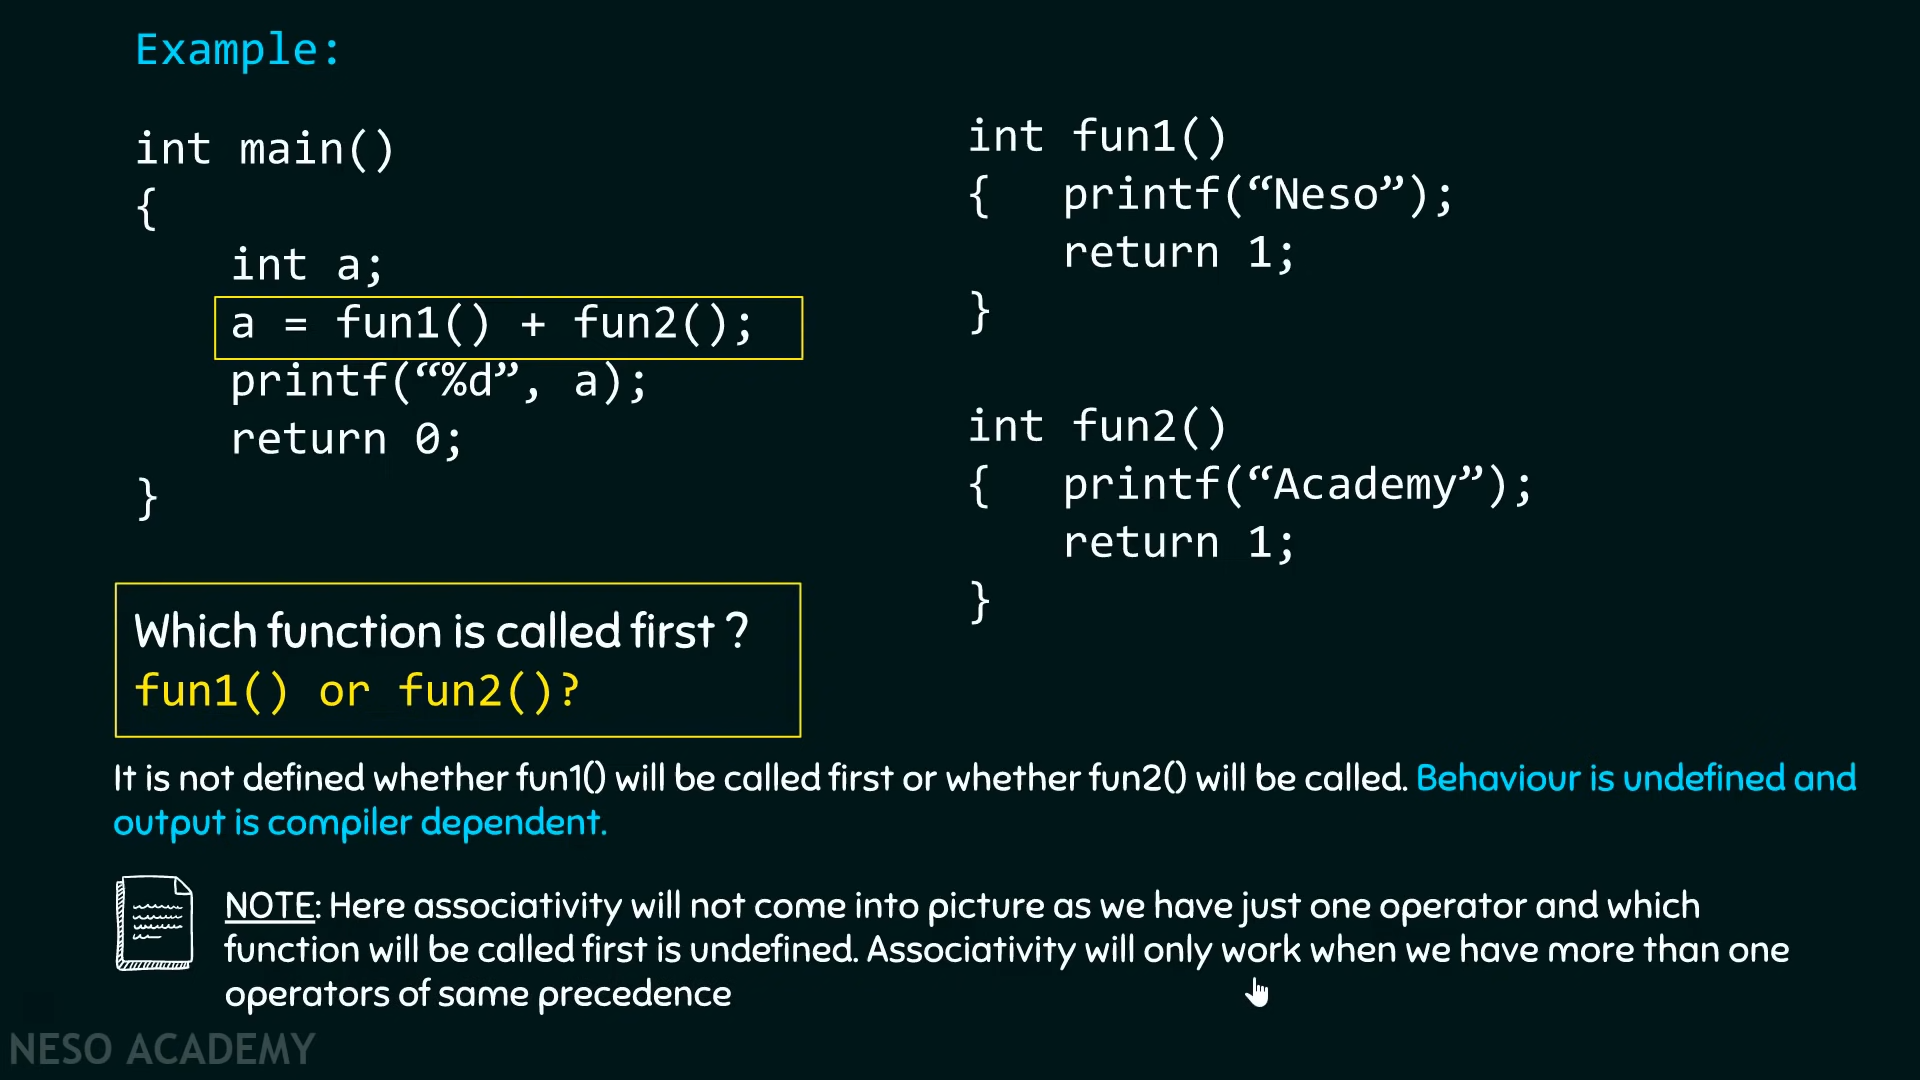 Example:
int main()
{
int a;
a = fun1() + fun2();
printf(“%d”, a);
return 0;
}
int fun1()
{ printf(“Neso”);
return 1;
}
int fun2()
{ printf(“Academy”);
return 1;
}
Which function is called first ?
fun1() or fun2()?
It is not defined whether fun1() will be called first or whether fun2() will be called. Behaviour is undefined and
output is compiler dependent.
NOTE: Here associativity will not come into picture as we have just one operator and which
function will be called first is undefined. Associativity will only work when we have more than one
operators of same precedence
NESO ACADEMY